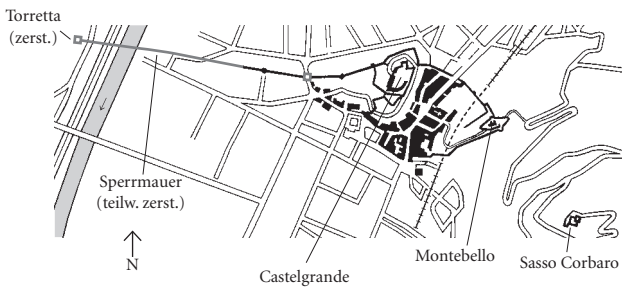 Torretta
(zerst.)
Sperrmauer
(teilw. zerst.)
N
Castelgrande
Montebello
Sasso Corbaro